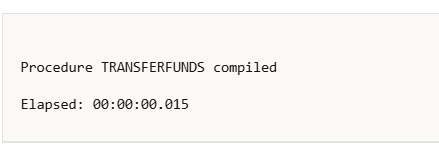 Procedure TRANSFERFUNDS compiled
Elapsed: 00:00:00.015